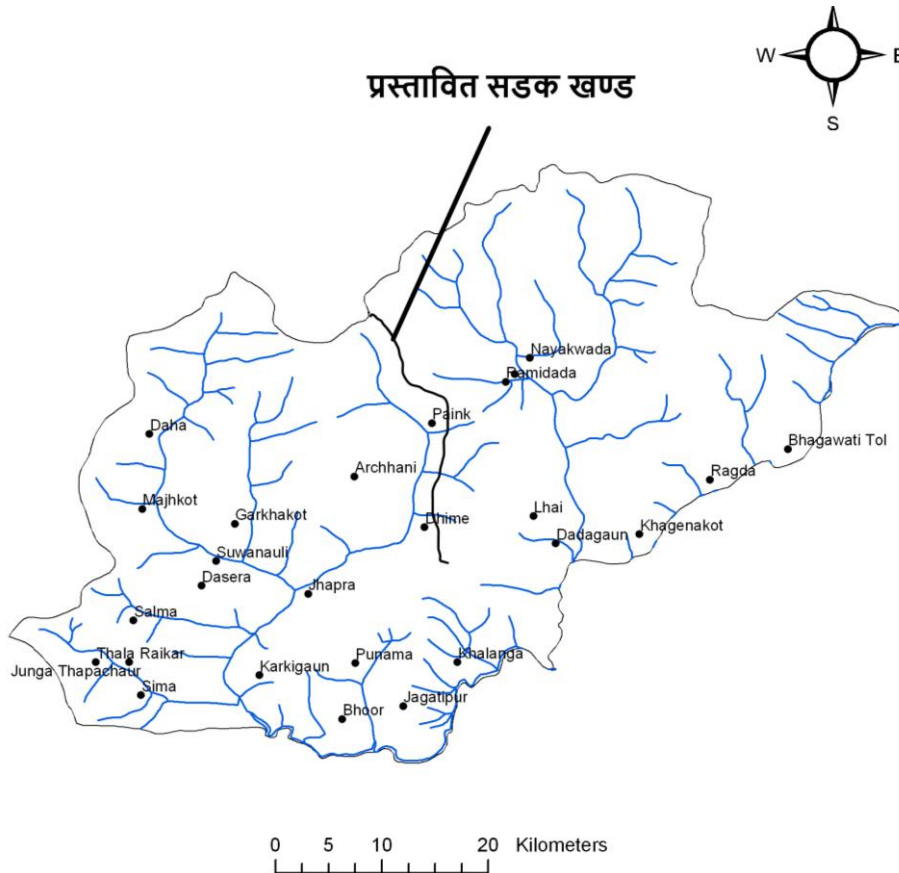 W
E
S
प्रस्तावित सडक खण्ड
Nayakwada
Ramidada
Paink
Daha
Bhagawati Tol
Archhani
Ragda
Majhkot
Garkhakot
Lhai
Dhime
Khagenakot
Dadagaun
Suwanauli
Dasera
Jhapra
Salma
Thala Raikar
Punama
Khalanga
Junga Thapachaur
Karkigaun
Sima
Jagatipur
Bhoor
0 5 10 20 Kilometers